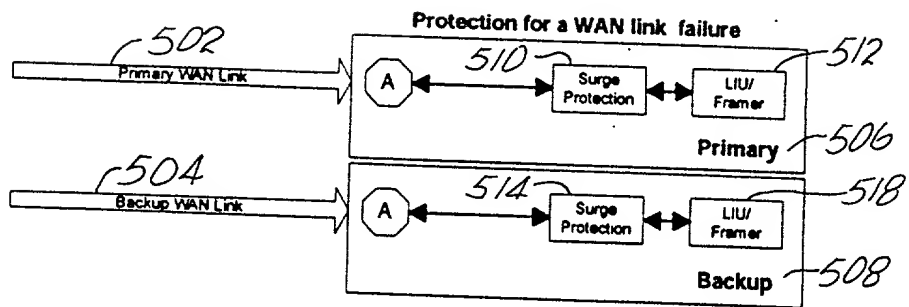 Protection for a WAN link failure
502
Primary WAN Link
A
510
Surge
Protection
512
LIU/
Framer
Primary
506
504
Backup WAN Link
A
514
Surge
Protection
518
LIU/
Framer
Backup
508